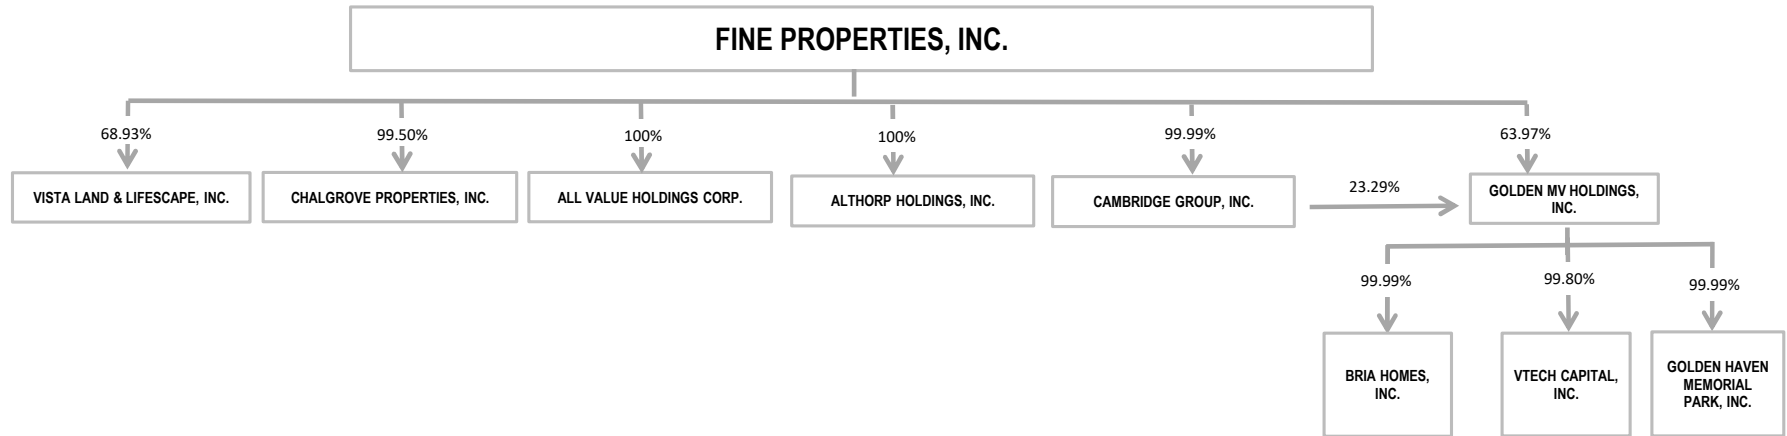 FINE PROPERTIES, INC.
68.93%
99.50%
100%
100%
99.99%
63.97%
VISTA LAND & LIFESCAPE, INC.
CHALGROVE PROPERTIES, INC.
ALL VALUE HOLDINGS CORP.
ALTHORP HOLDINGS, INC.
CAMBRIDGE GROUP, INC.
23.29%
GOLDEN MV HOLDINGS,
INC.
99.99%
99.80%
99.99%
BRIA HOMES,
INC.
VTECH CAPITAL,
INC.
GOLDEN HAVEN
MEMORIAL
PARK, INC.